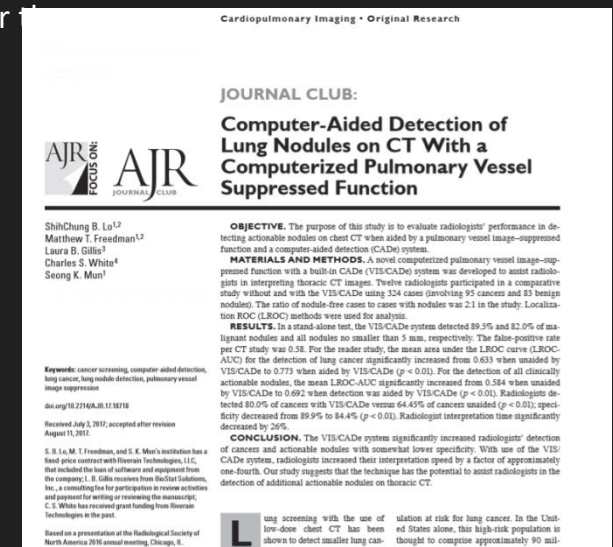 r t
Cardiopulmonary Imaging • Original Research
JOURNAL CLUB:
Computer-Aided Detection of
Lung Nodules on CT With a
Computerized Pulmonary Vessel
Suppressed Function
AJR
FOCUS ON:
AJR
JOURNAL CLUB
ShihChung B. Lo1,2
Matthew T. Freedman1,2
Laura B. Gillis3
Charles S. White4
Seong K. Mun1
Keywords: cancer screening, computer-aided detection,
lung cancer, lung nodule detection, pulmonary vessel
image suppression
doi.org/10.2214/AJR.17.18718
Received July 3, 2017; accepted after revision
August 11, 2017.
S. B. Lo, M. T. Freedman, and S. K. Mun's institution has a
fixed-price contract with Riverain Technologies, LLC,
that included the loan of software and equipment from
the company; L. B. Gillis receives from BioStat Solutions,
Inc., a consulting fee for participation in review activities
and payment for writing or reviewing the manuscript;
C. S. White has received grant funding from Riverain
Technologies in the past.
Based on a presentation at the Radiological Society of
North America 2016 annual meeting, Chicago, IL.
OBJECTIVE. The purpose of this study is to evaluate radiologists' performance in de-
tecting actionable nodules on chest CT when aided by a pulmonary vessel image–suppressed
function and a computer-aided detection (CADe) system.
MATERIALS AND METHODS. A novel computerized pulmonary vessel image–sup-
pressed function with a built-in CADe (VIS/CADe) system was developed to assist radiolo-
gists in interpreting thoracic CT images. Twelve radiologists participated in a comparative
study without and with the VIS/CADe using 324 cases (involving 95 cancers and 83 benign
nodules). The ratio of nodule-free cases to cases with nodules was 2:1. Localiza-
tion ROC (LROC) methods were used for analysis.
RESULTS. In a stand-alone test, the VIS/CADe system detected 89.5% and 82.0% of ma-
lignant nodules and all nodules no smaller than 5 mm, respectively. The false-positive rate
per CT study was 0.58. For the reader study, the mean area under the LROC curve (LROC-
AUC) for the detection of lung cancer significantly increased from 0.633 when unaided by
VIS/CADe to 0.773 when aided by VIS/CADe (p < 0.01). For the detection of all clinically
actionable nodules, the mean LROC-AUC significantly increased from 0.584 when unaided
by VIS/CADe to 0.692 when detection was aided by VIS/CADe (p < 0.01). Radiologists de-
tected 80.0% of cancers with VIS/CADe versus 64.45% of cancers unaided (p < 0.01); speci-
ficity decreased from 89.9% to 84.4% (p < 0.01). Radiologist interpretation time significantly
decreased by 26%.
CONCLUSION. The VIS/CADe system significantly increased radiologists' detection
of cancers and actionable nodules with somewhat lower specificity. With use of the VIS/
CADe system, radiologists increased their interpretation speed by a factor of approximately
one-fourth. Our study suggests that the technique has the potential to assist radiologists in the
detection of additional actionable nodules on thoracic CT.
Lung screening with the use of
low-dose chest CT has been
shown to detect smaller lung can-
ulation at risk for lung cancer. In the Unit-
ed States alone, this high-risk population is
thought to comprise approximately 90 mil-